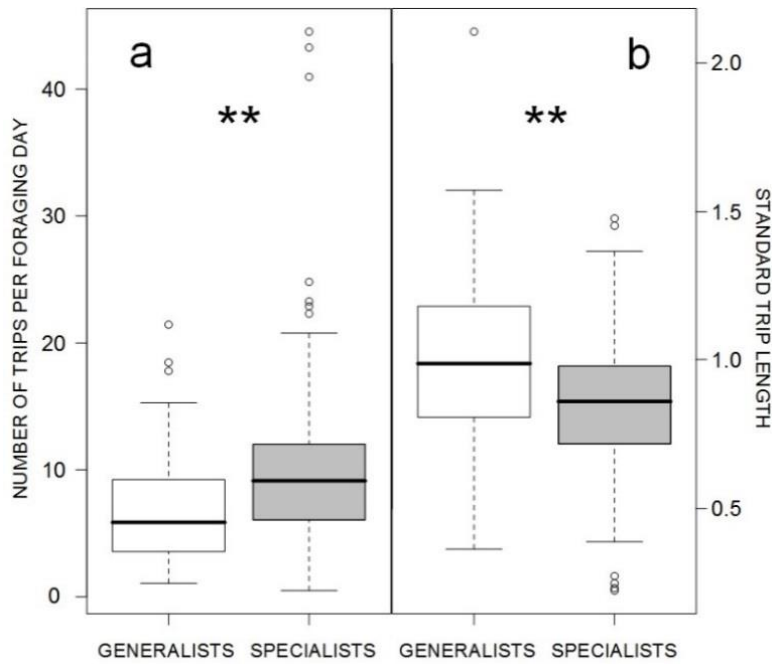 a
b
**
**
NUMBER OF TRIPS PER FORAGING DAY
40
30
20
10
0
2.0
1.5
1.0
0.5
STANDARD TRIP LENGTH
GENERALISTS SPECIALISTS GENERALISTS SPECIALISTS